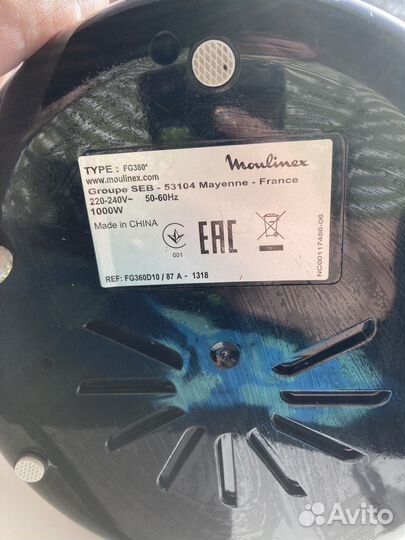 TYPE : FG360*
Moulinex
www.moulinex.com
Groupe SEB - 53104 Mayenne - France
220-240V~ 50-60Hz
1000W
Made in CHINA
001
EAC
NC00117486-06
REF: FG360D10 / 87 A - 1318
Avito